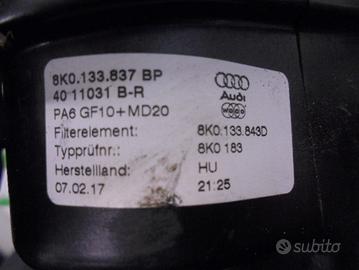 8K0.133.837 BP
40 11031 B-R
PA6 GF10+MD20
Audi
Filterelement: 8K0.133.843D
Typprüfnr.: 8K0 183
Herstelland: HU
07.02.17 21:25
subito